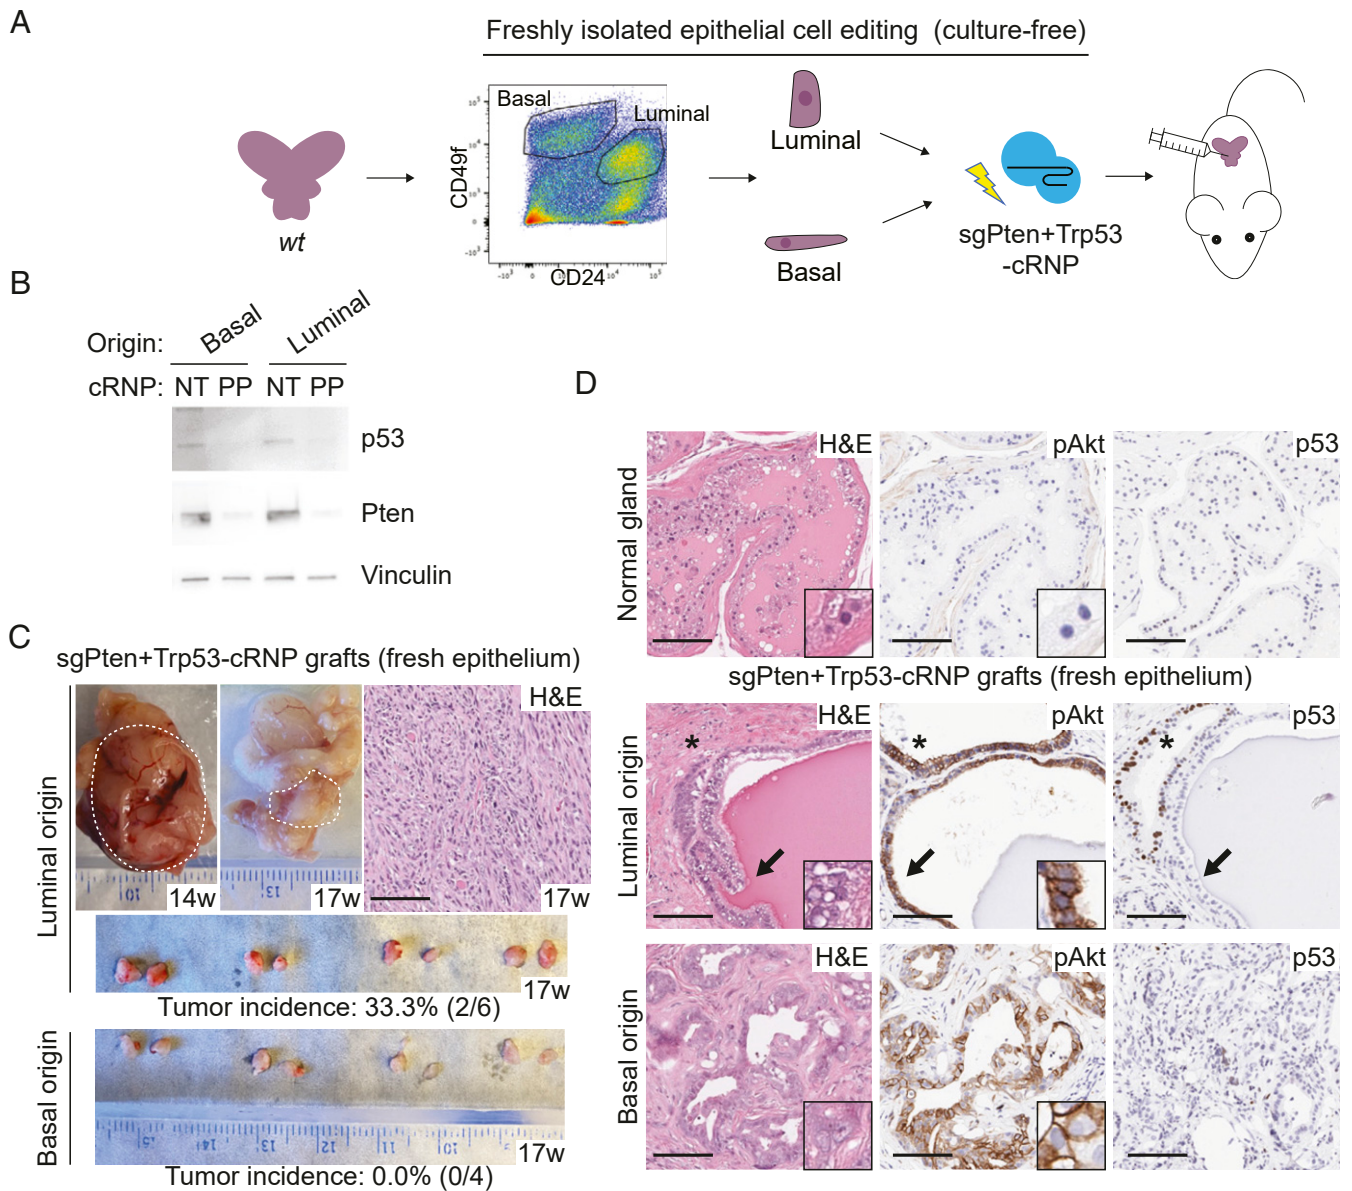 A
Freshly isolated epithelial cell editing (culture-free)
wt
Basal
Luminal
CD49f
CD24
Luminal
Basal
sgPten+Trp53
-cRNP
B
Origin: Basal Luminal
cRNP: NT PP NT PP
p53
Pten
Vinculin
C
sgPten+Trp53-cRNP grafts (fresh epithelium)
Luminal origin
14w
17w
H&E
17w
17w
Tumor incidence: 33.3% (2/6)
Basal origin
17w
Tumor incidence: 0.0% (0/4)
D
Normal gland
H&E
pAkt
p53
sgPten+Trp53-cRNP grafts (fresh epithelium)
Luminal origin
H&E
pAkt
p53
*
*
*
Basal origin
H&E
pAkt
p53